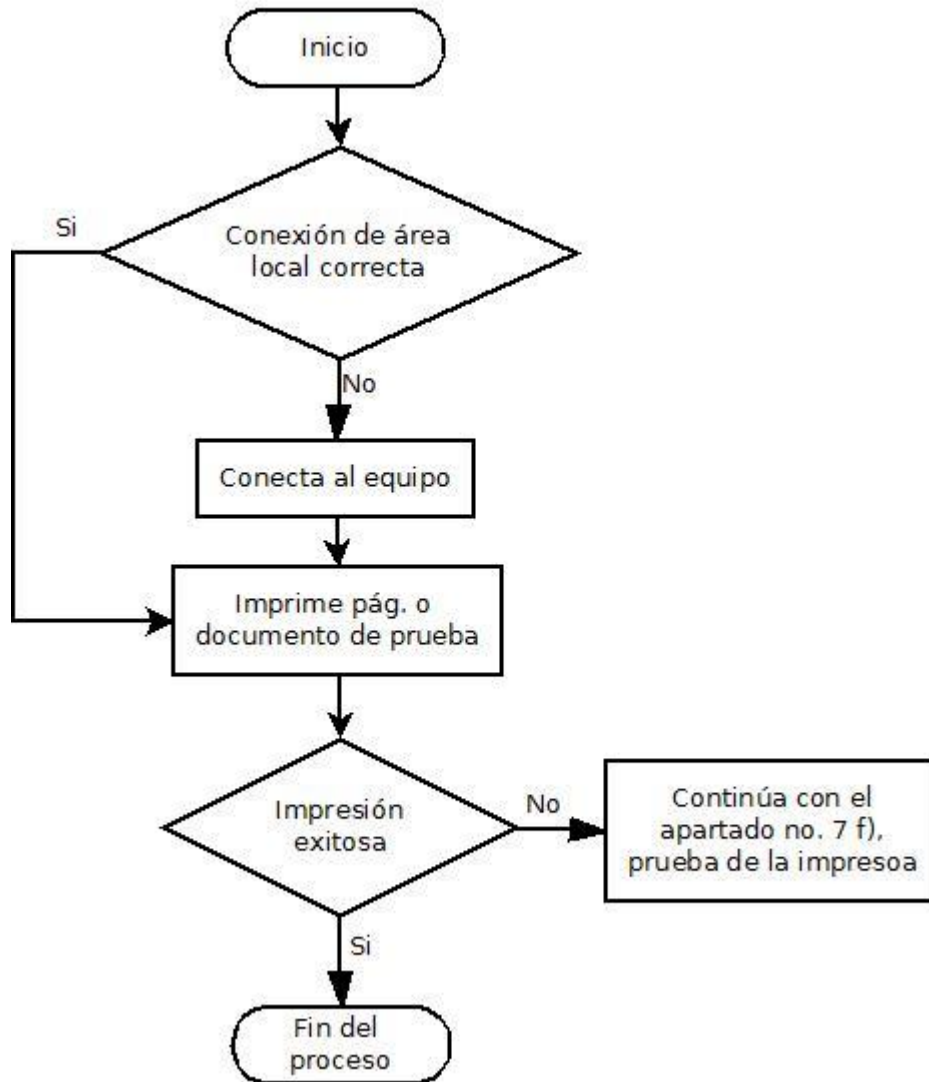 Inicio
Si
Conexión de área
local correcta
No
Conecta al equipo
Imprime pág. o
documento de prueba
Impresión
exitosa
No
Continúa con el
apartado no. 7 f),
prueba de la impresoa
Si
Fin del
proceso